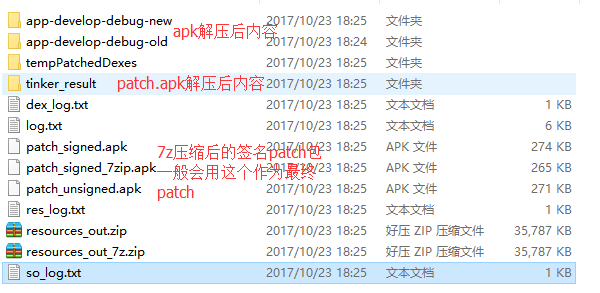 app-develop-debug-new 2017/10/23 18:25 文件夹
apk解压后内容
app-develop-debug-old 2017/10/23 18:24 文件夹
tempPatchedDexes 2017/10/23 18:25 文件夹
tinker_result 2017/10/23 18:25 文件夹
patch.apk解压后内容
dex_log.txt 2017/10/23 18:25 文本文档 1 KB
log.txt 2017/10/23 18:25 文本文档 6 KB
patch_signed.apk 2017/10/23 18:25 APK 文件 274 KB
7z压缩后的签名patch包
patch_signed_7zip.apk 2017/10/23 18:25 APK 文件 265 KB
一般会用这个作为最终
patch_unsigned.apk 2017/10/23 18:25 APK 文件 271 KB
patch
res_log.txt 2017/10/23 18:25 文本文档 1 KB
resources_out.zip 2017/10/23 18:25 好压 ZIP 压缩文件 35,787 KB
resources_out_7z.zip 2017/10/23 18:25 好压 ZIP 压缩文件 35,787 KB
so_log.txt 2017/10/23 18:25 文本文档 1 KB